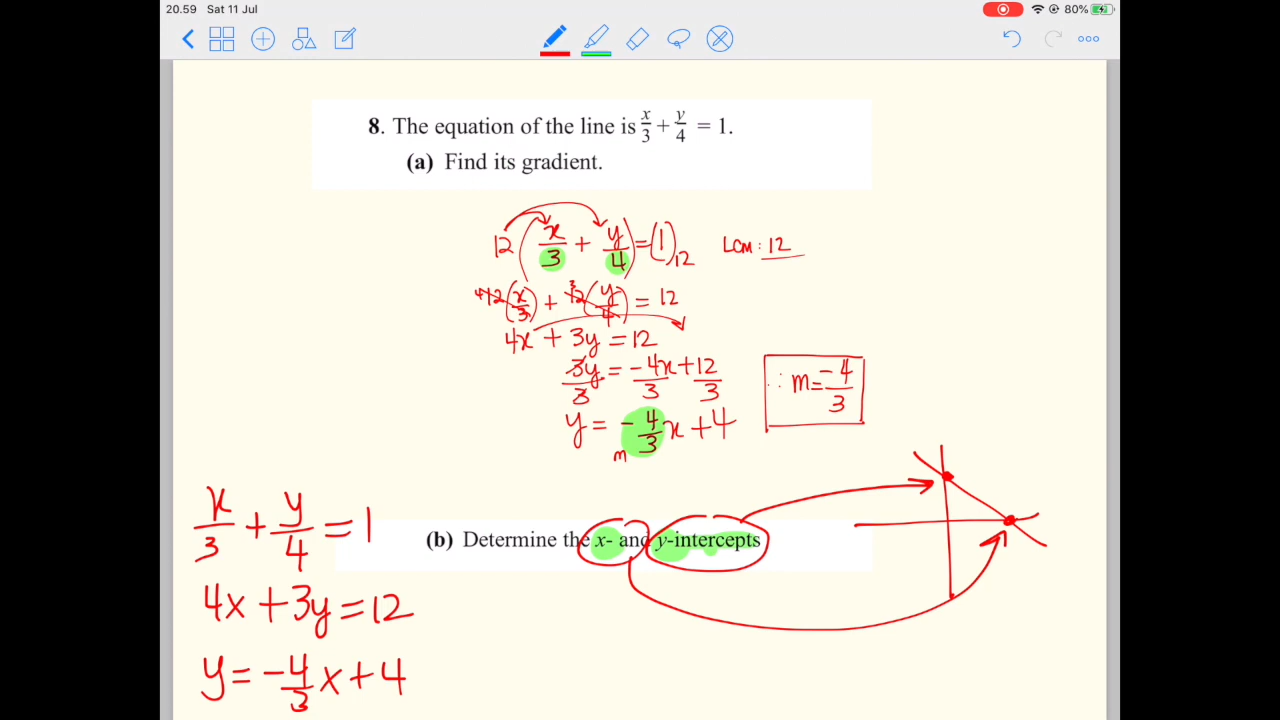 20.59 Sat 11 Jul 80%
8. The equation of the line is x/3 + y/4 = 1.
(a) Find its gradient.
12 (x/3 + y/4) = (1)12 LCM : 12
4 12(x/3) + 3 12(y/4) = 12
4x + 3y = 12
3y/3 = -4x/3 + 12/3
y = -4/3 x + 4
m
∴ m = -4/3
(b) Determine the x- and y-intercepts
x/3 + y/4 = 1
4x + 3y = 12
y = -4/3 x + 4